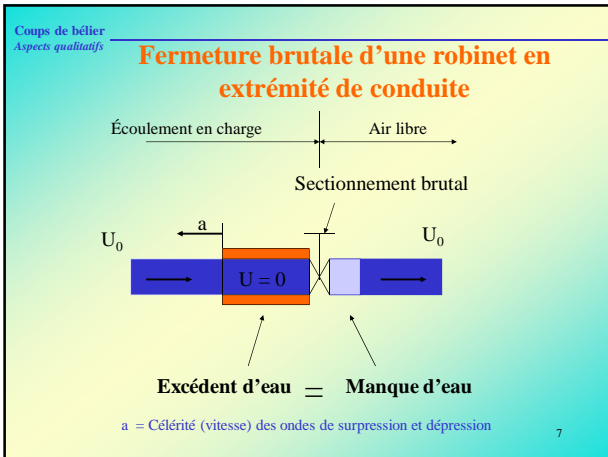 Coups de bélier
Aspects qualitatifs
Fermeture brutale d'une robinet en
extrémité de conduite
Écoulement en charge
Air libre
Sectionnement brutal
a
U0
U0
U = 0
Excédent d'eau = Manque d'eau
a = Célérité (vitesse) des ondes de surpression et dépression
7